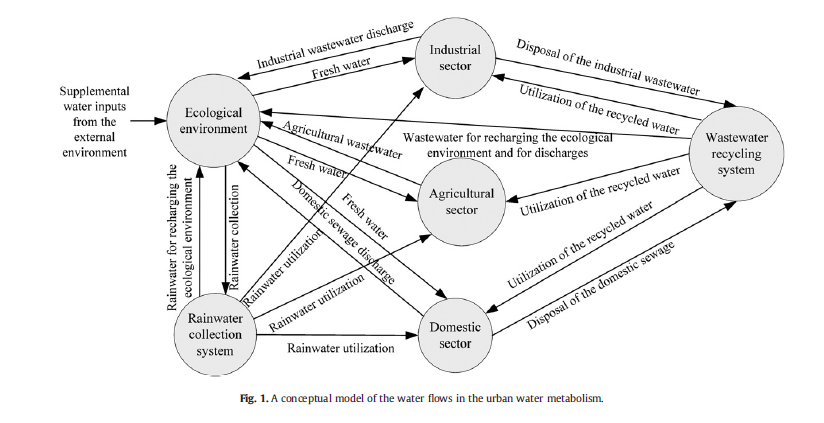 Industrial wastewater discharge
Fresh water
Industrial
sector
Disposal of the industrial wastewater
Utilization of the recycled water
Supplemental
water inputs
from the
external
environment
Ecological
environment
Agricultural wastewater
Fresh water
Wastewater for recharging the ecological
environment and for discharges
Wastewater
recycling
system
Agricultural
sector
Utilization of the recycled water
Rainwater for recharging the
ecological environment
Rainwater collection
Domestic sewage discharge
Fresh water
Rainwater utilization
Rainwater utilization
Utilization of the recycled water
Disposal of the domestic sewage
Rainwater
collection
system
Rainwater utilization
Domestic
sector
Fig. 1. A conceptual model of the water flows in the urban water metabolism.